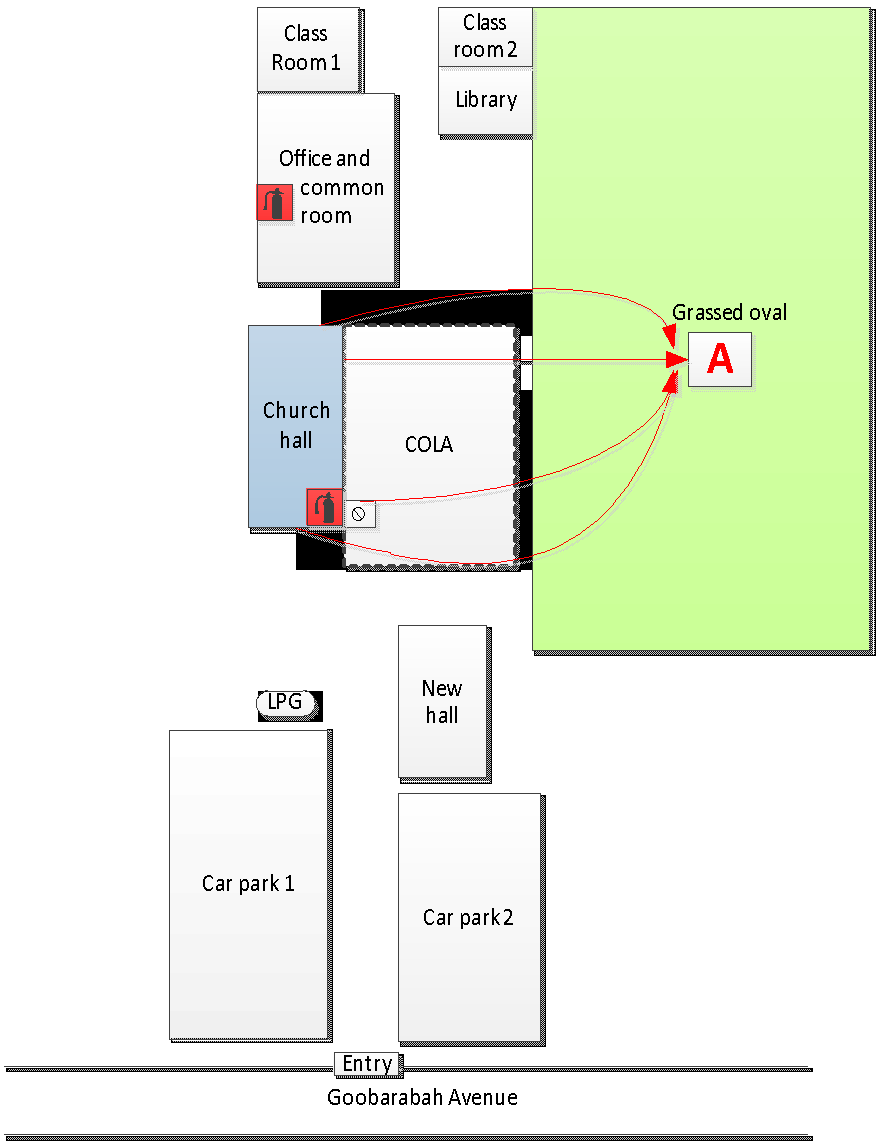 Class
Room 1
Class
room 2
Library
Office and
common
room
Grassed oval
A
Church
hall
COLA
New
hall
LPG
Car park 1
Car park 2
Entry
Goobarabah Avenue